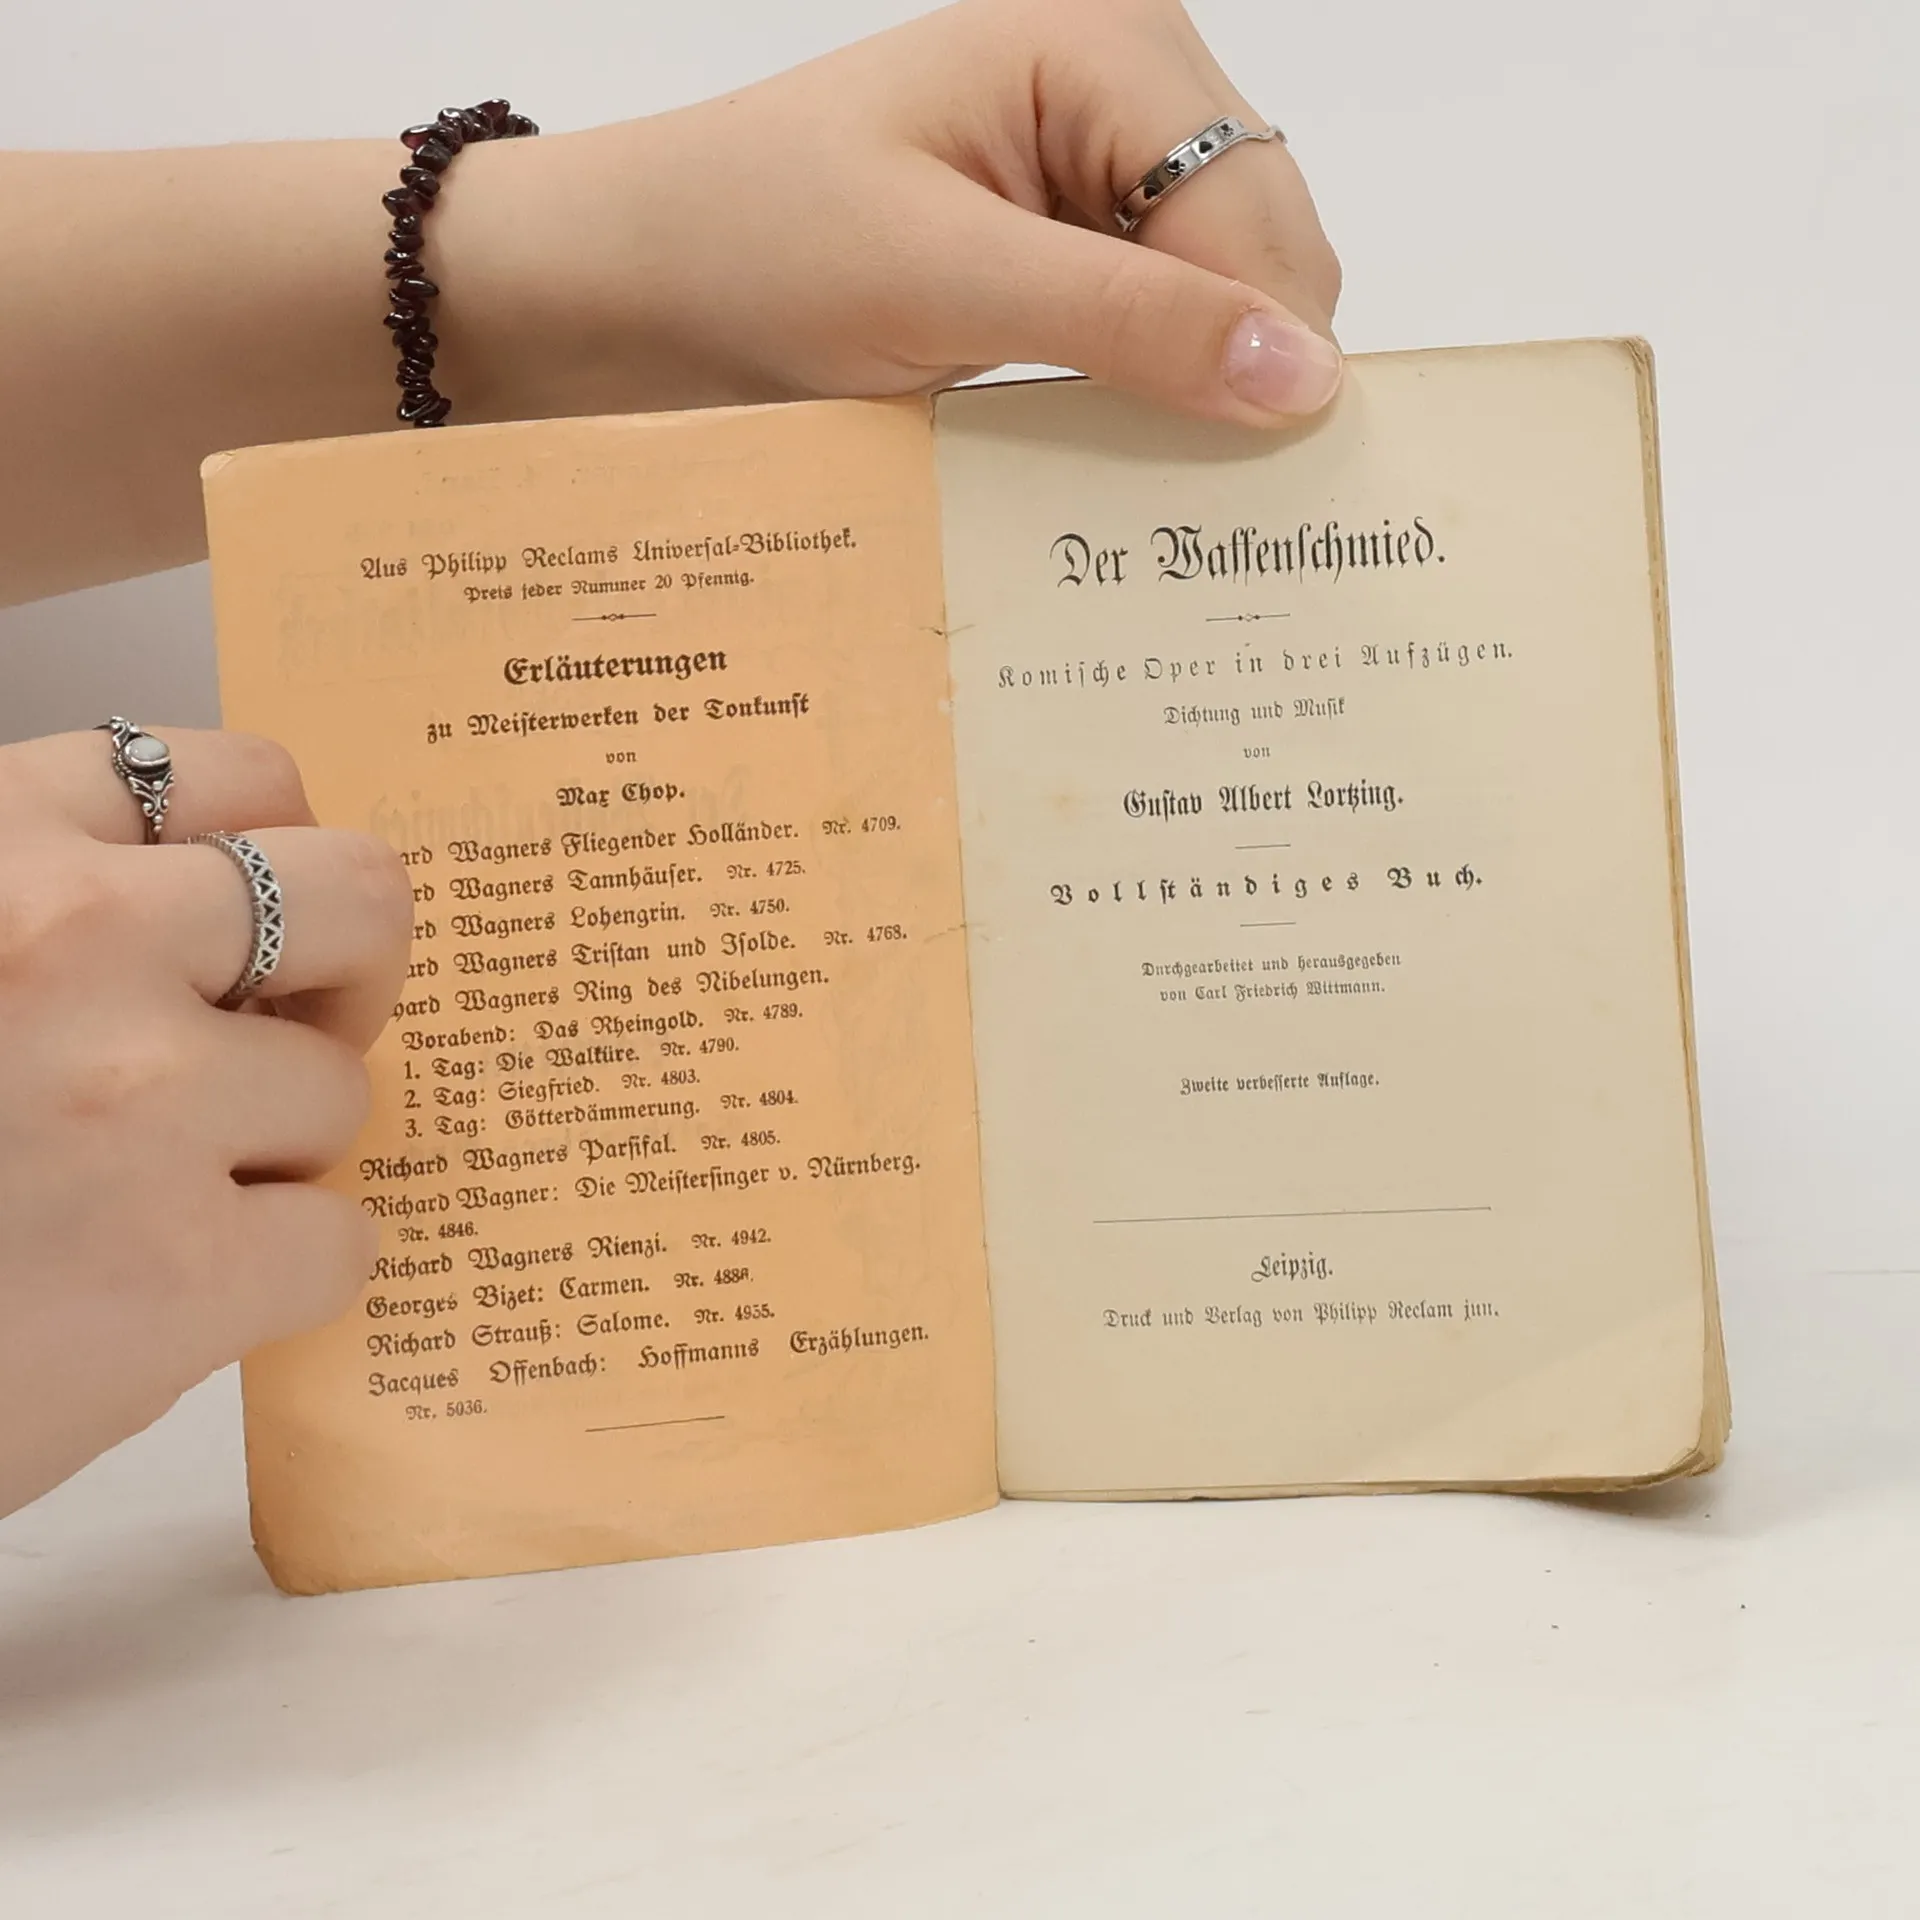 Aus Philipp Reclams Universal-Bibliothek.
Preis jeder Nummer 20 Pfennig.
Erläuterungen
zu Meisterwerken der Tonkunst
von
Max Chop.
ard Wagners Fliegender Holländer. Nr. 4709.
rd Wagners Tannhäuser. Nr. 4725.
rd Wagners Lohengrin. Nr. 4750.
ard Wagners Tristan und Isolde. Nr. 4768.
hard Wagners Ring des Nibelungen.
Vorabend: Das Rheingold. Nr. 4789.
1. Tag: Die Walküre. Nr. 4790.
2. Tag: Siegfried. Nr. 4803.
3. Tag: Götterdämmerung. Nr. 4804.
Richard Wagners Parsifal. Nr. 4805.
Richard Wagner: Die Meistersinger v. Nürnberg.
Nr. 4846.
Richard Wagners Rienzi. Nr. 4942.
Georges Bizet: Carmen. Nr.
Richard Strauß: Salome. Nr. 4955.
Jacques Offenbach: Hoffmanns Erzählungen.
Nr. 5036.
Der Waffenschmied.
Komische Oper in drei Aufzügen.
Dichtung und Musik
von
Gustav Albert Lortzing.
Vollständiges Buch.
Durchgearbeitet und herausgegeben
von Carl Friedrich Wittmann.
Zweite verbesserte Auflage.
Leipzig.
Druck und Verlag von Philipp Reclam jun.